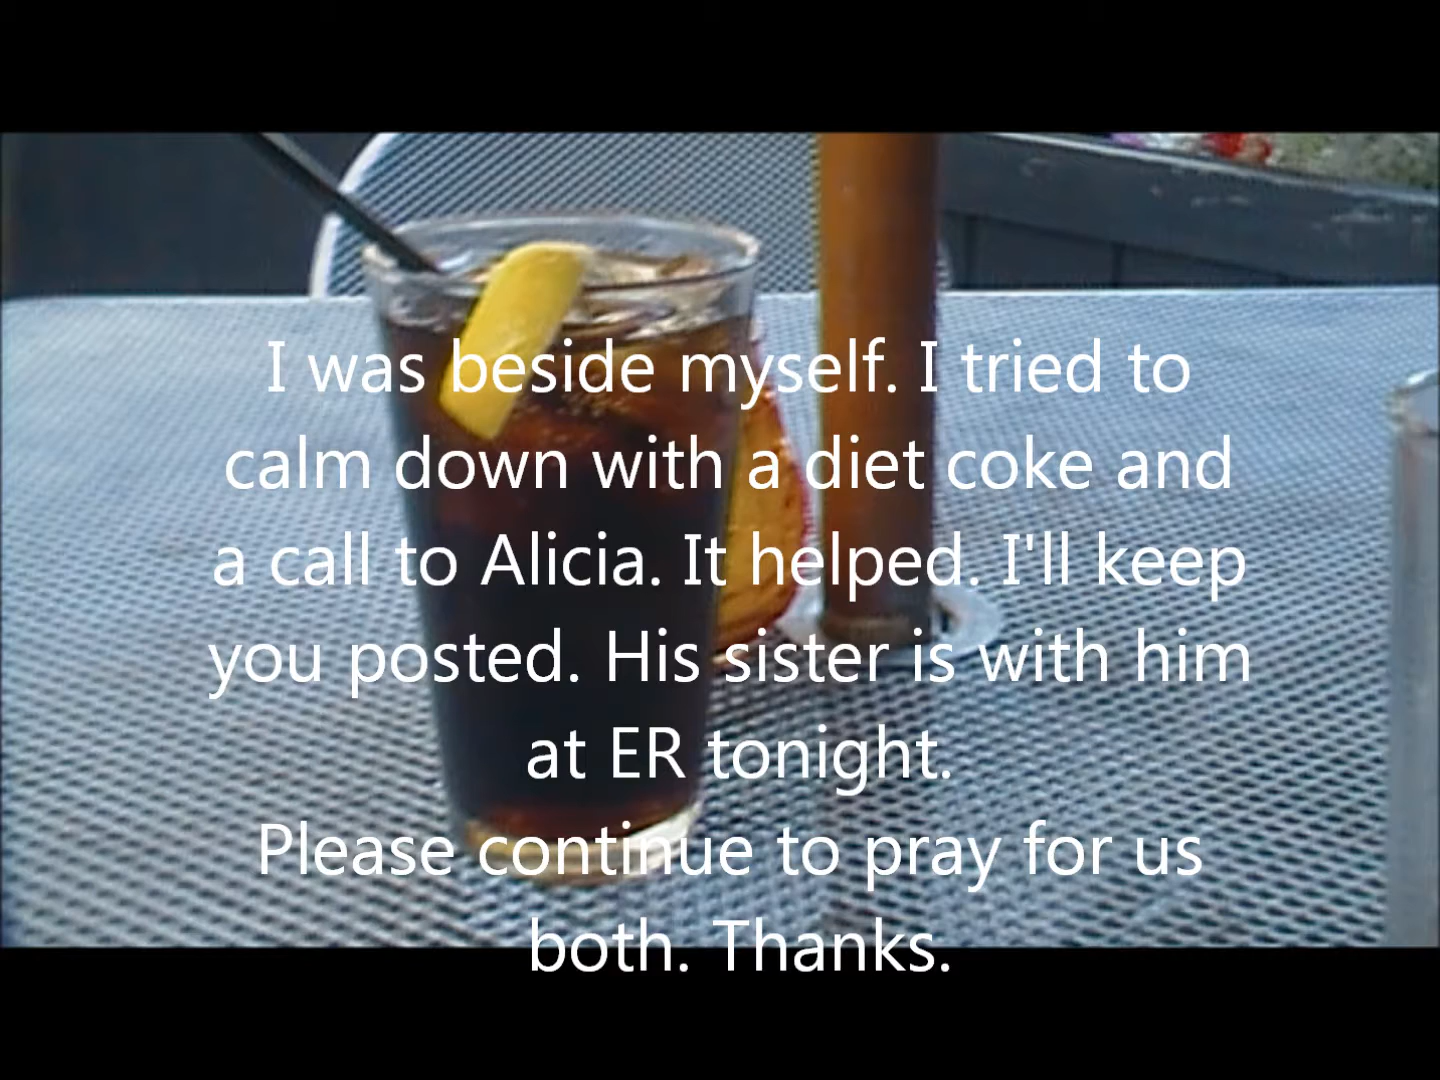 I was beside myself. I tried to
calm down with a diet coke and
a call to Alicia. It helped. I'll keep
you posted. His sister is with him
at ER tonight.
Please continue to pray for us
both. Thanks.